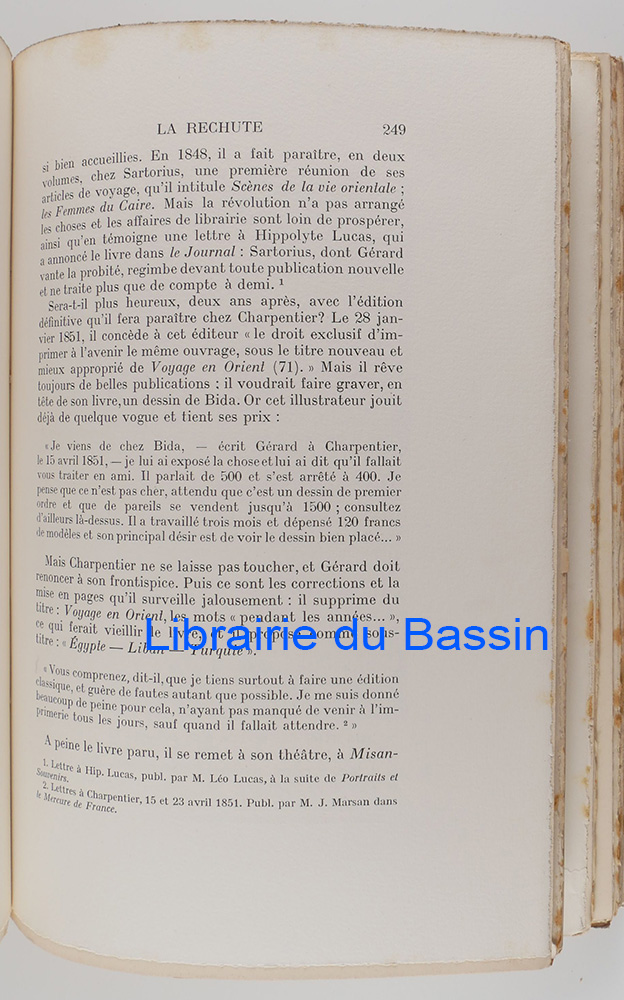 LA RECHUTE 249
si bien accueillies. En 1848, il a fait paraître, en deux
volumes, chez Sartorius, une première réunion de ses
articles de voyage, qu'il intitule Scènes de la vie orientale ;
les Femmes du Caire. Mais la révolution n'a pas arrangé
les choses et les affaires de librairie sont loin de prospérer,
ainsi qu'en témoigne une lettre à Hippolyte Lucas, qui
a annoncé le livre dans le Journal : Sartorius, dont Gérard
vante la probité, regimbe devant toute publication nouvelle
et ne traite plus que de compte à demi. ¹
Sera-t-il plus heureux, deux ans après, avec l'édition
définitive qu'il fera paraître chez Charpentier? Le 28 jan-
vier 1851, il concède à cet éditeur « le droit exclusif d'im-
primer à l'avenir le même ouvrage, sous le titre nouveau et
mieux approprié de Voyage en Orient (71). » Mais il rêve
toujours de belles publications : il voudrait faire graver, en
tête de son livre, un dessin de Bida. Or cet illustrateur jouit
déjà de quelque vogue et tient ses prix :
« Je viens de chez Bida, — écrit Gérard à Charpentier,
le 15 avril 1851, — je lui ai exposé la chose et lui ai dit qu'il fallait
vous traiter en ami. Il parlait de 500 et s'est arrêté à 400. Je
pense que ce n'est pas cher, attendu que c'est un dessin de premier
ordre et que de pareils se vendent jusqu'à 1500 ; consultez
d'ailleurs là-dessus. Il a travaillé trois mois et dépensé 120 francs
de modèles et son principal désir est de voir le dessin bien placé... »
Mais Charpentier ne se laisse pas toucher, et Gérard doit
renoncer à son frontispice. Puis ce sont les corrections et la
mise en pages qu'il surveille jalousement : il supprime du
titre : Voyage en Orient, les mots « pendant les années... »,
ce qui ferait vieillir le livre, et il propose comme sous-
titre : « Égypte — Liban — Turquie ».
Librairie du Bassin
« Vous comprenez, dit-il, que je tiens surtout à faire une édition
classique, et guère de fautes autant que possible. Je me suis donné
beaucoup de peine pour cela, n'ayant pas manqué de venir à l'im-
primerie tous les jours, sauf quand il fallait attendre. ² »
A peine le livre paru, il se remet à son théâtre, à Misan-
1. Lettre à Hip. Lucas, publ. par M. Léo Lucas, à la suite de Portraits et
Souvenirs.
2. Lettres à Charpentier, 15 et 23 avril 1851. Publ. par M. J. Marsan dans
le Mercure de France.